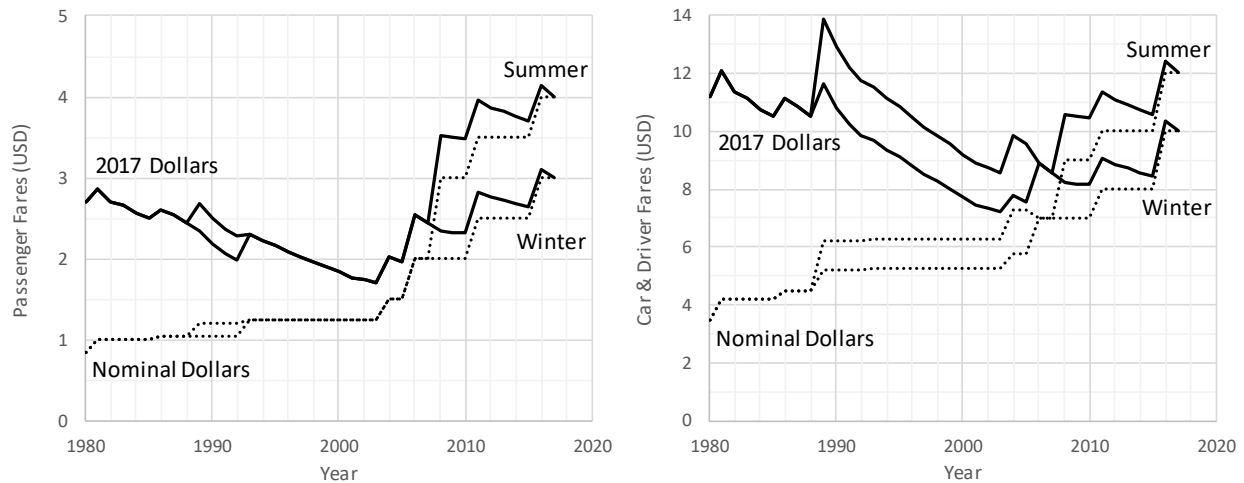 5
4
3
2
1
0
Passenger Fares (USD)
Summer
2017 Dollars
Winter
Nominal Dollars
1980 1990 2000 2010 2020
Year
14
12
10
8
6
4
2
0
Car & Driver Fares (USD)
Summer
2017 Dollars
Winter
Nominal Dollars
1980 1990 2000 2010 2020
Year